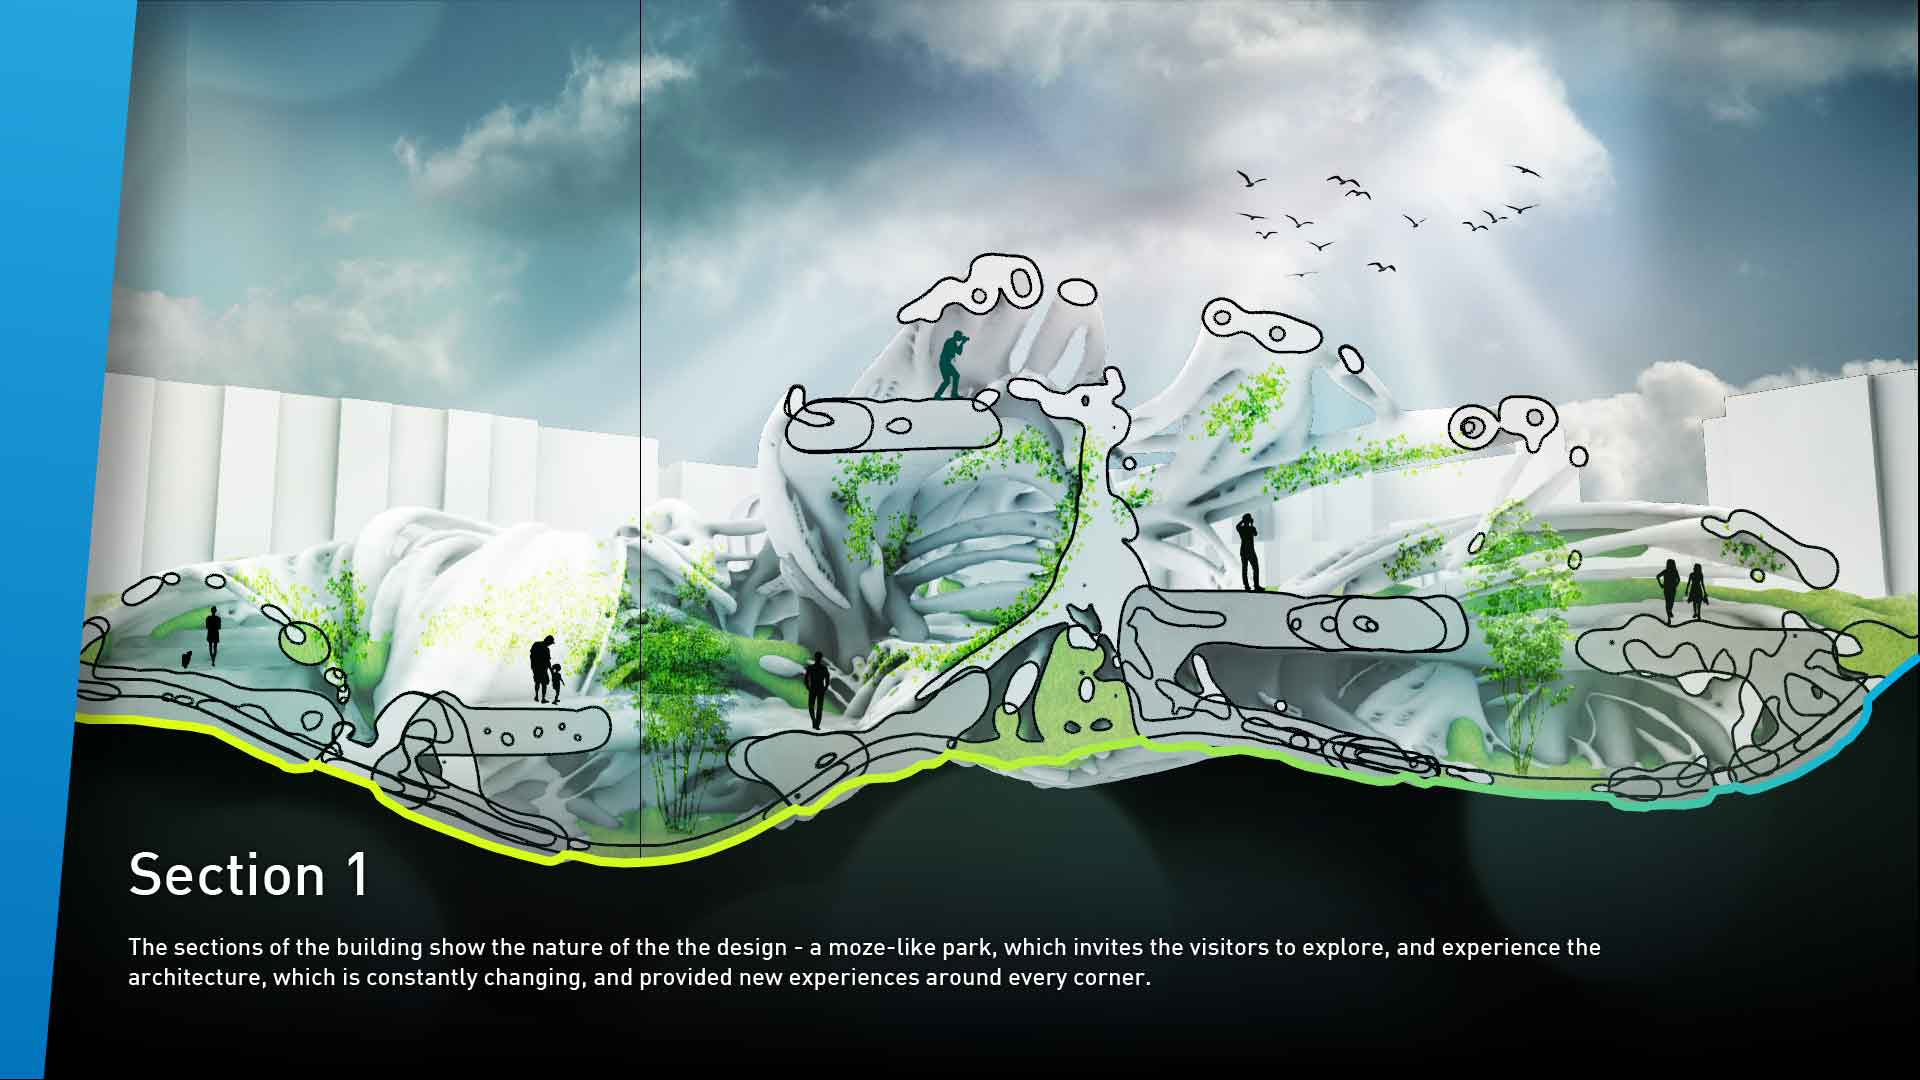 Section 1
The sections of the building show the nature of the the design - a moze-like park, which invites the visitors to explore, and experience the
architecture, which is constantly changing, and provided new experiences around every corner.